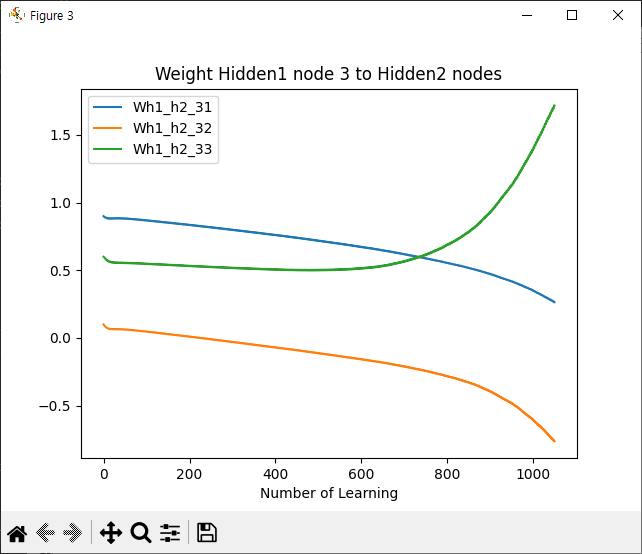 Figure 3
Weight Hidden1 node 3 to Hidden2 nodes
Wh1_h2_31
Wh1_h2_32
Wh1_h2_33
1.5
1.0
0.5
0.0
−0.5
0 200 400 600 800 1000
Number of Learning